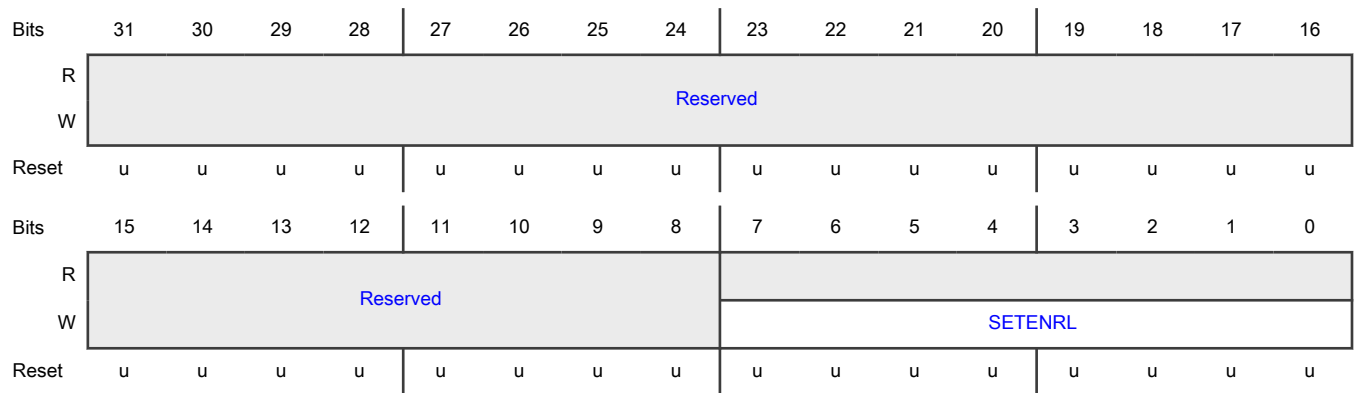 Bits 31 30 29 28 27 26 25 24 23 22 21 20 19 18 17 16
R
Reserved
W
Reset u u u u u u u u u u u u u u u u
Bits 15 14 13 12 11 10 9 8 7 6 5 4 3 2 1 0
R
Reserved
W SETENRL
Reset u u u u u u u u u u u u u u u u